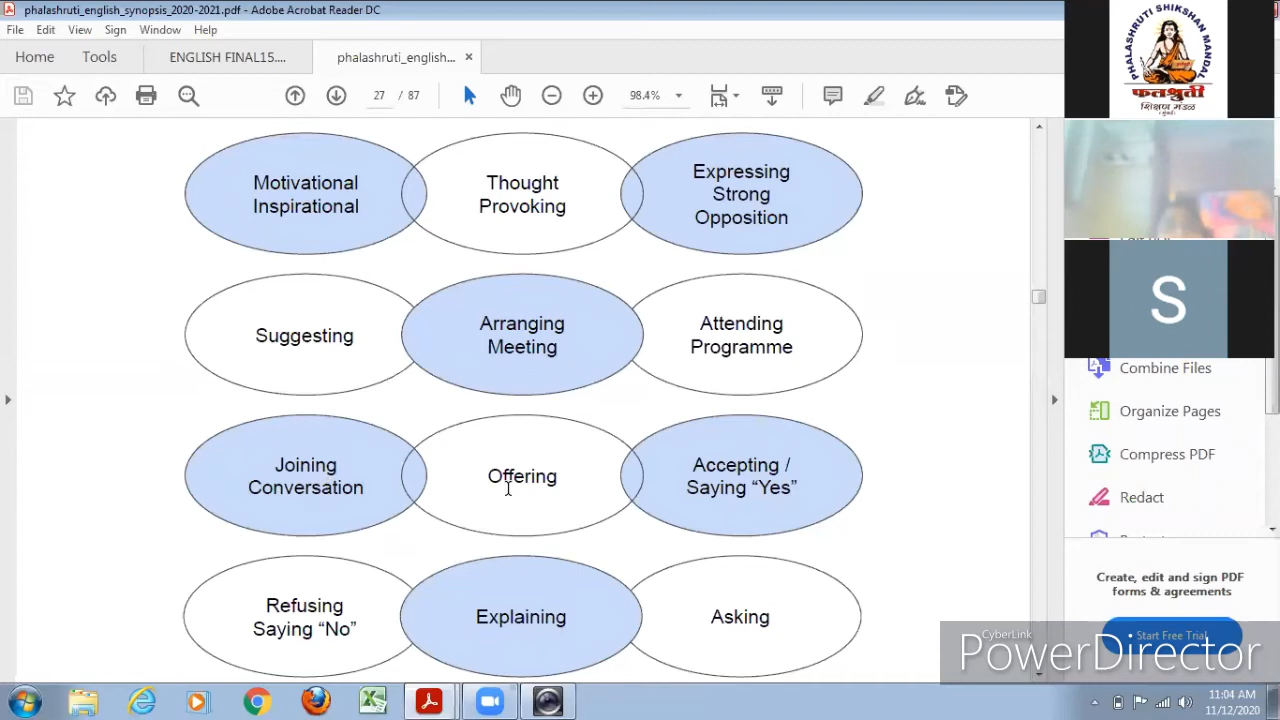 phalashruti_english_synopsis_2020-2021.pdf - Adobe Acrobat Reader DC
File Edit View Sign Window Help
Home Tools ENGLISH FINAL15.... phalashruti_english... ×
27 / 87 98.4%
Motivational
Inspirational
Thought
Provoking
Expressing
Strong
Opposition
Suggesting
Arranging
Meeting
Attending
Programme
Joining
Conversation
Offering
Accepting /
Saying “Yes”
Refusing
Saying “No”
Explaining
Asking
PHALASHRUTI SHIKSHAN MANDAL
फलश्रुती
शिक्षण मंडळ
S
Combine Files
Organize Pages
Compress PDF
Redact
Create, edit and sign PDF
forms & agreements
Start Free Trial
CyberLink
PowerDirector
11:04 AM
11/12/2020